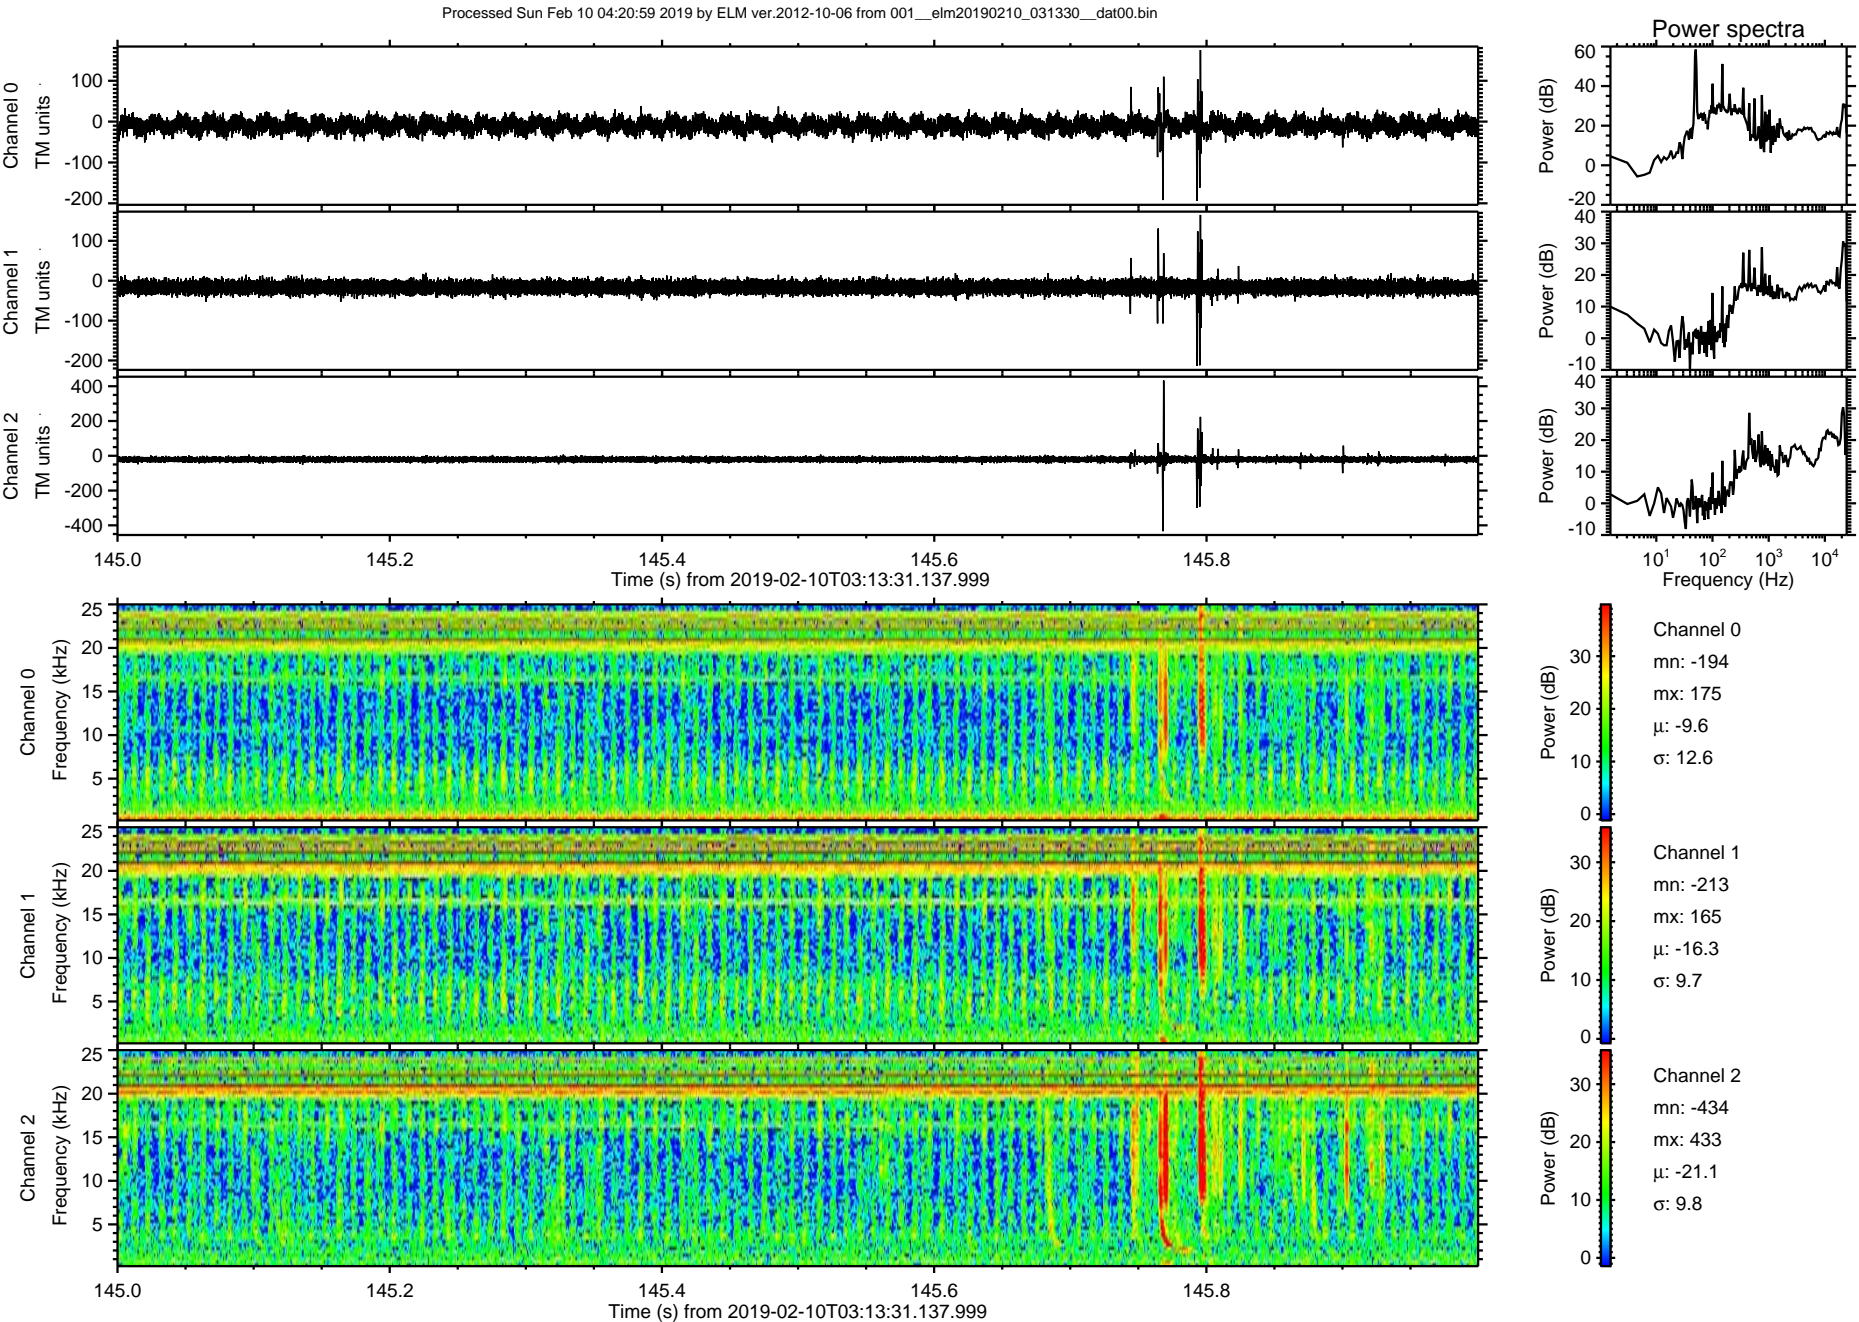 Processed Sun Feb 10 04:20:59 2019 by ELM ver.2012-10-06 from 001__elm20190210_031330__dat00.bin
Power spectra
Channel 0
TM units
100
0
-100
-200
Power (dB)
60
40
20
0
-20
Channel 1
TM units
100
0
-100
-200
Power (dB)
40
30
20
10
0
-10
Channel 2
TM units
400
200
0
-200
-400
Power (dB)
40
30
20
10
0
-10
145.0 145.2 145.4 145.6 145.8
Time (s) from 2019-02-10T03:13:31.137.999
10¹ 10² 10³ 10⁴
Frequency (Hz)
Channel 0
Frequency (kHz)
25
20
15
10
5
Power (dB)
30
20
10
0
Channel 0
mn: -194
mx: 175
μ: -9.6
σ: 12.6
Channel 1
Frequency (kHz)
25
20
15
10
5
Power (dB)
30
20
10
0
Channel 1
mn: -213
mx: 165
μ: -16.3
σ: 9.7
Channel 2
Frequency (kHz)
25
20
15
10
5
Power (dB)
30
20
10
0
Channel 2
mn: -434
mx: 433
μ: -21.1
σ: 9.8
145.0 145.2 145.4 145.6 145.8
Time (s) from 2019-02-10T03:13:31.137.999